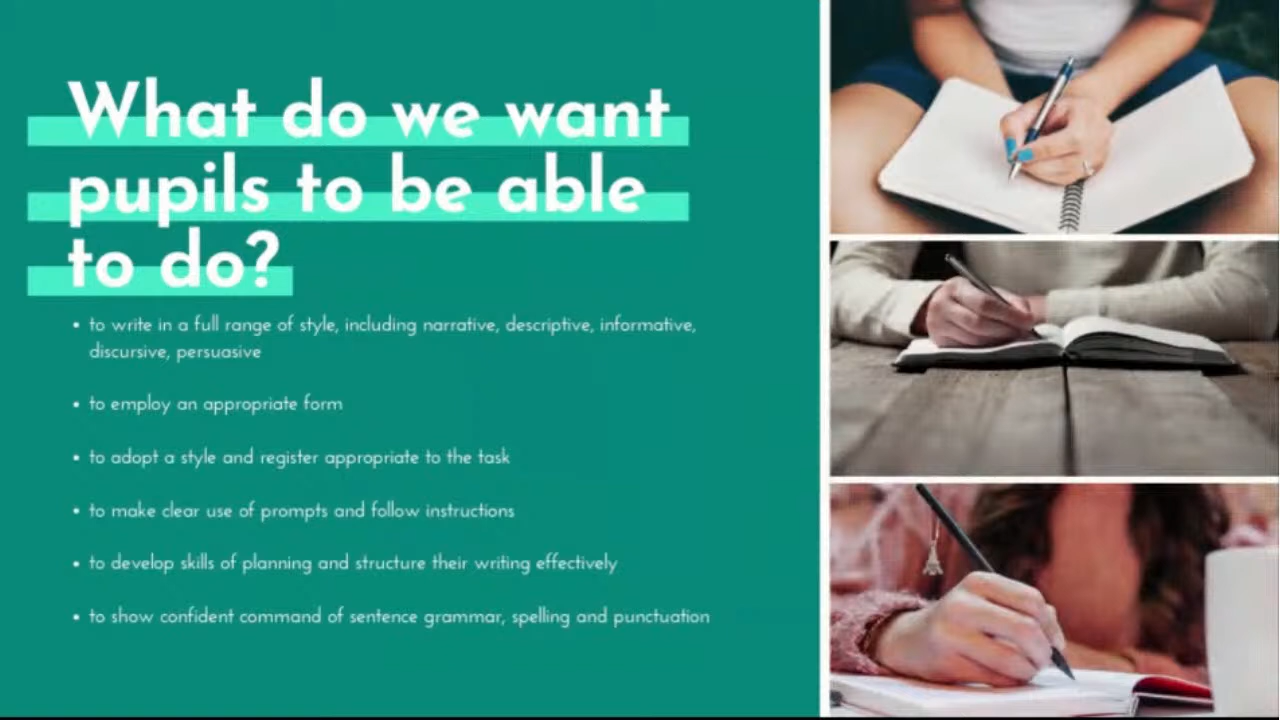 What do we want
pupils to be able
to do?
• to write in a full range of style, including narrative, descriptive, informative,
discursive, persuasive
• to employ an appropriate form
• to adopt a style and register appropriate to the task
• to make clear use of prompts and follow instructions
• to develop skills of planning and structure their writing effectively
• to show confident command of sentence grammar, spelling and punctuation